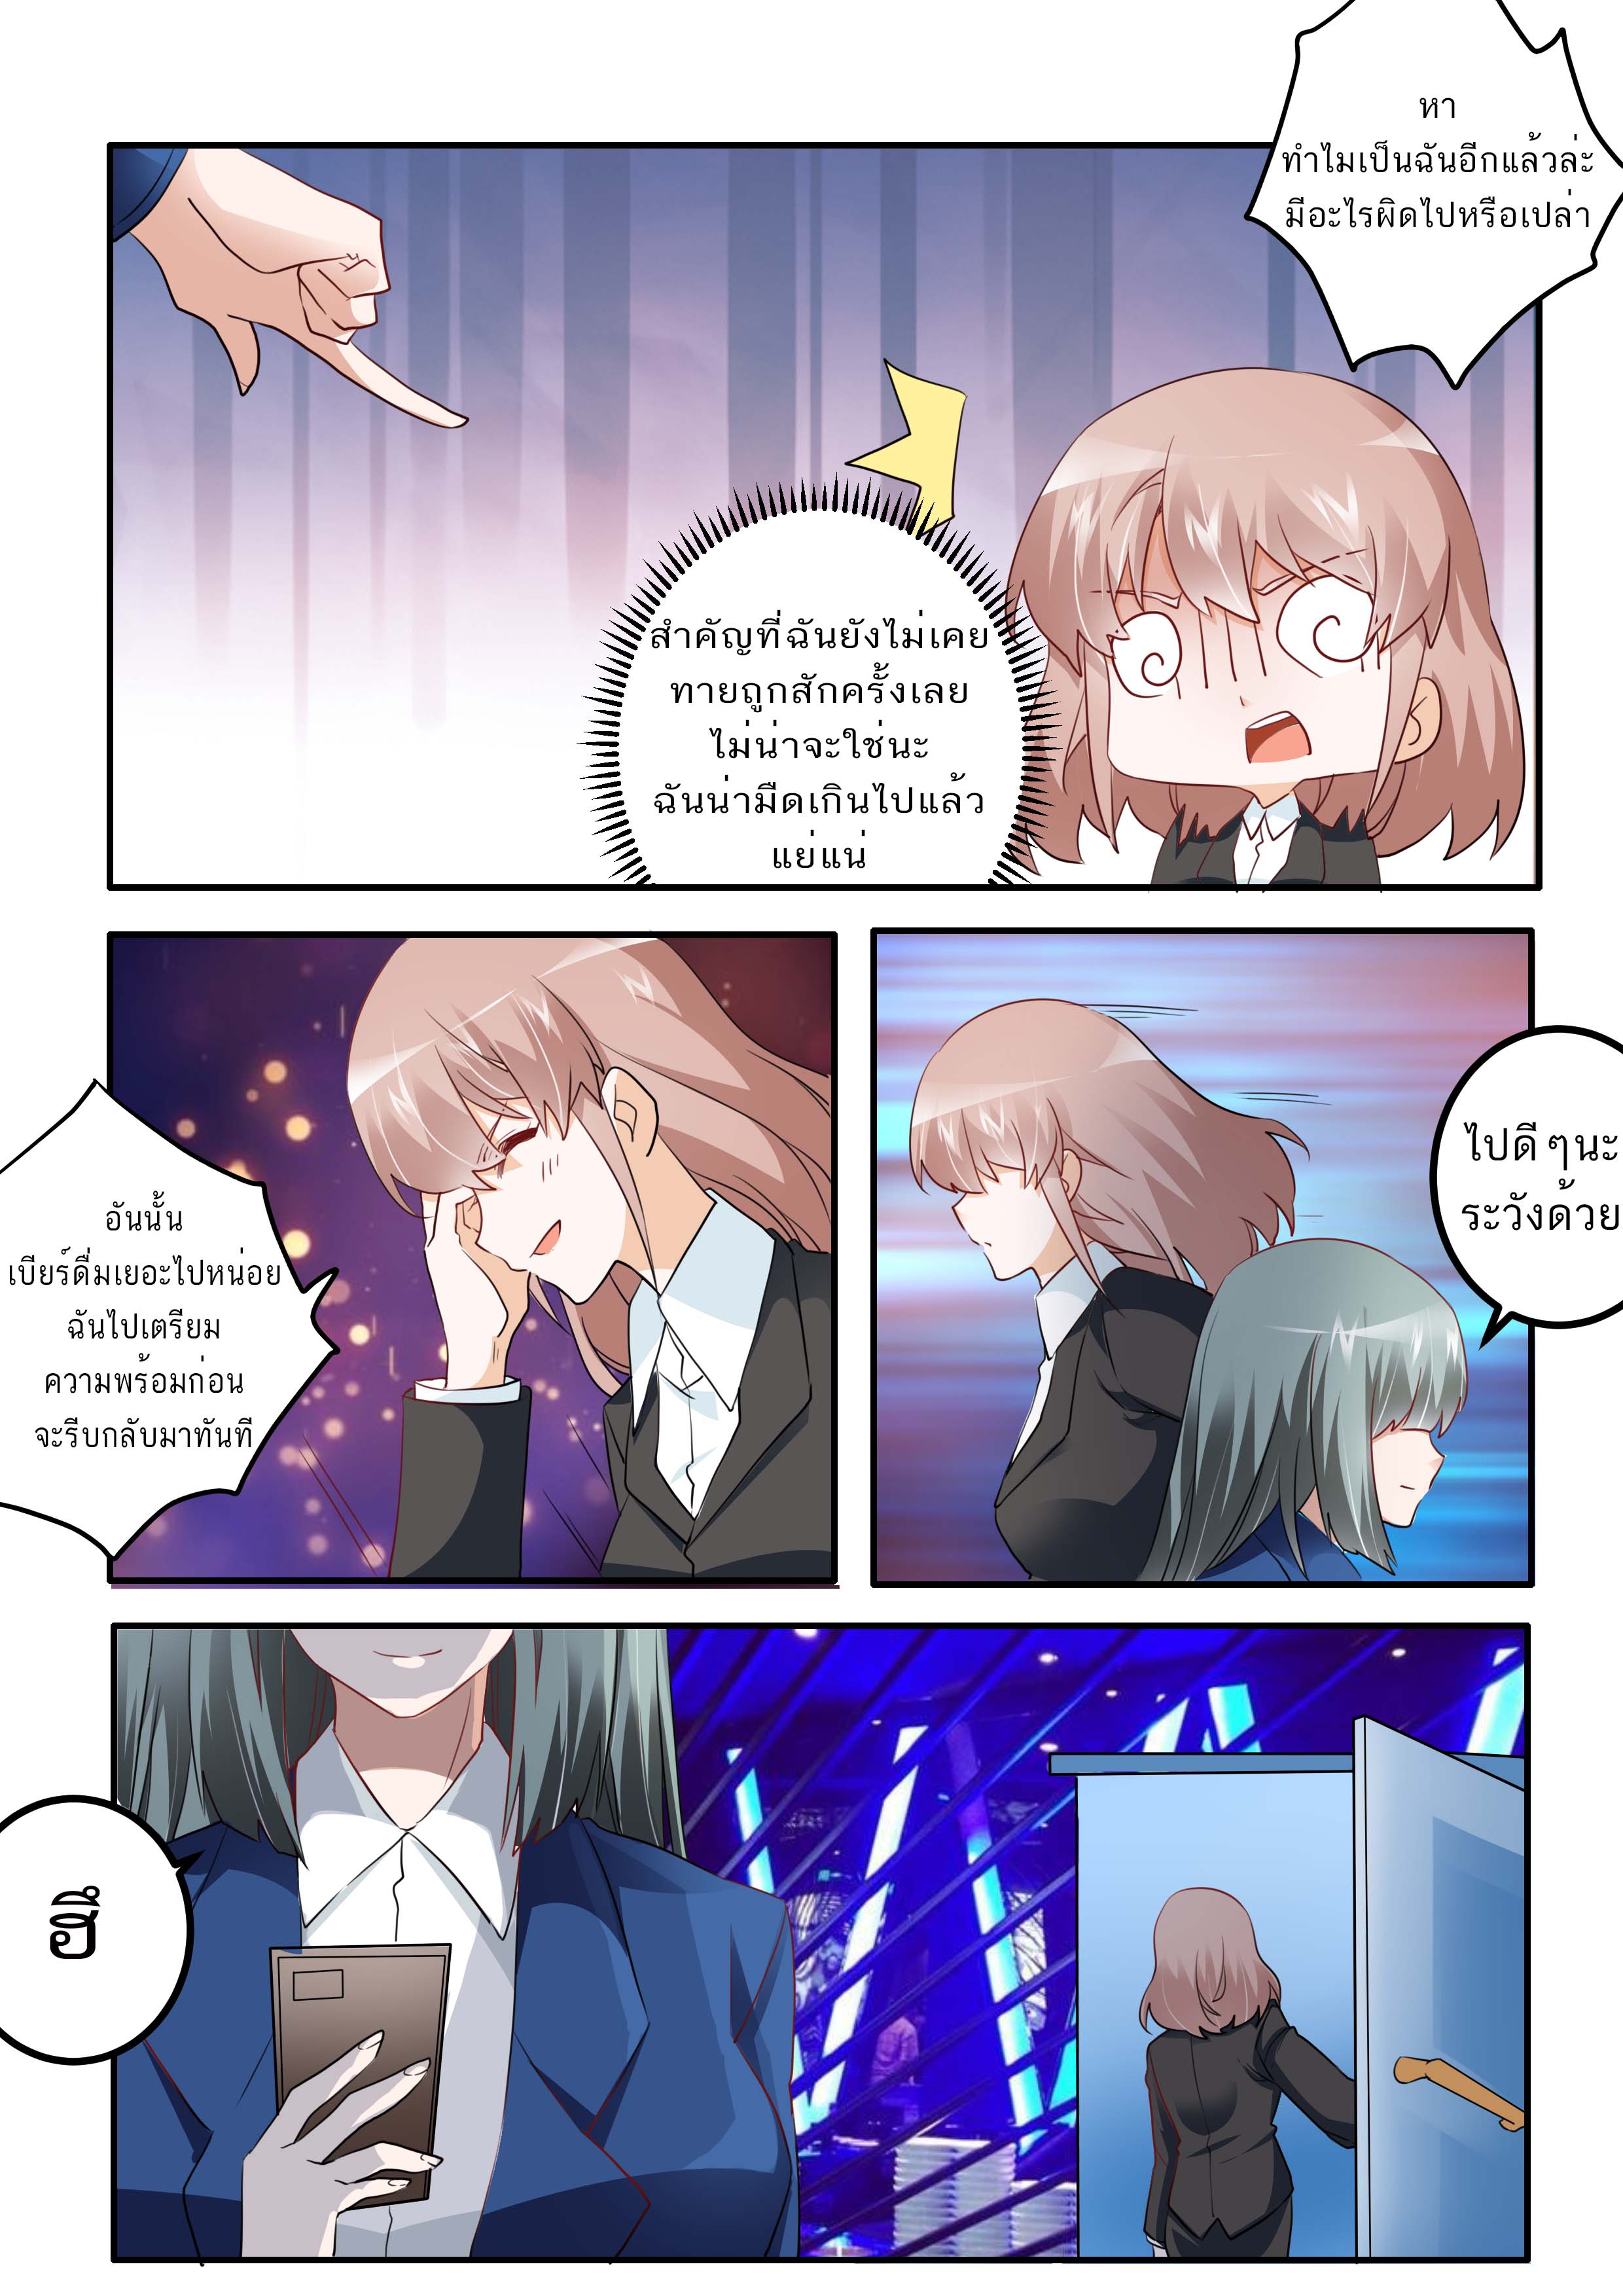 หา
ทำไมเป็นฉันอีกแล้วล่ะ
มีอะไรผิดไปหรือเปล่า
สำคัญที่ฉันยังไม่เคย
ทายถูกสักครั้งเลย
ไม่น่าจะใช่นะ
ฉันน่ามืดเกินไปแล้ว
แย่แน่
อันนั้น
เบียร์ดื่มเยอะไปหน่อย
ฉันไปเตรียม
ความพร้อมก่อน
จะรีบกลับมาทันที
ไปดีๆนะ
ระวังด้วย
ฮึ